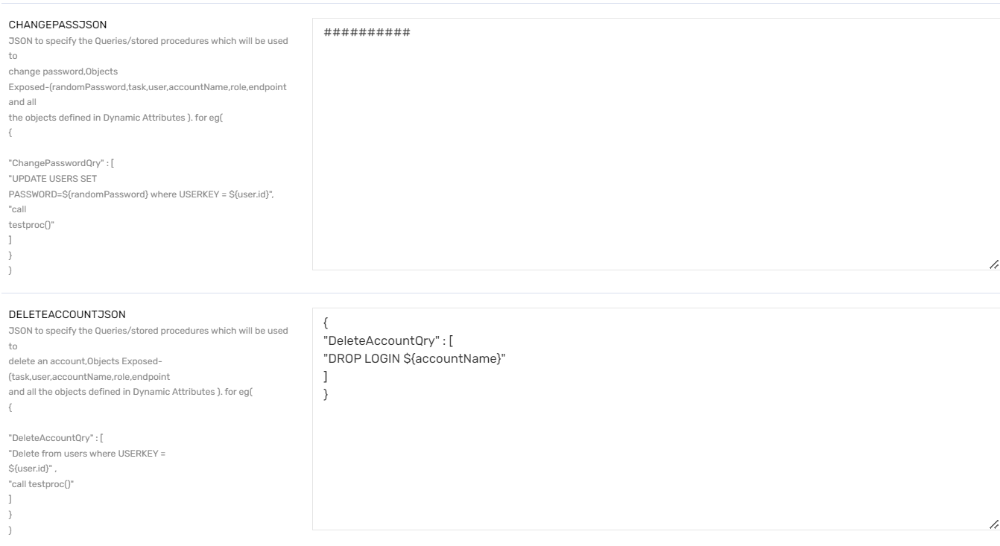 CHANGEPASSJSON
JSON to specify the Queries/stored procedures which will be used
to
change password,Objects
Exposed-(randomPassword,task,user,accountName,role,endpoint
and all
the objects defined in Dynamic Attributes ). for eg(
{
"ChangePasswordQry" : [
"UPDATE USERS SET
PASSWORD=${randomPassword} where USERKEY = ${user.id}",
"call
testproc()"
]
}
)
##########
DELETEACCOUNTJSON
JSON to specify the Queries/stored procedures which will be used
to
delete an account,Objects Exposed-
(task,user,accountName,role,endpoint
and all the objects defined in Dynamic Attributes ). for eg(
{
"DeleteAccountQry" : [
"Delete from users where USERKEY =
${user.id}" ,
"call testproc()"
]
}
)
{
"DeleteAccountQry" : [
"DROP LOGIN ${accountName}"
]
}